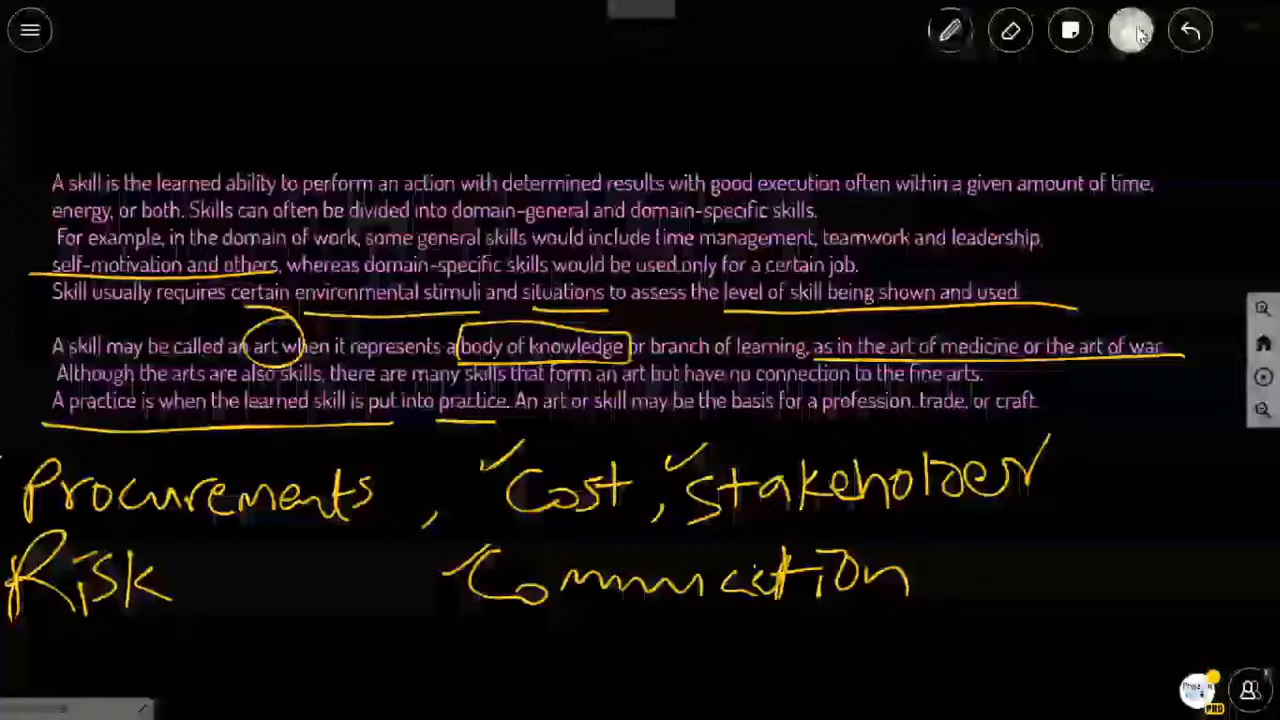 A skill is the learned ability to perform an action with determined results with good execution often within a given amount of time,
energy, or both. Skills can often be divided into domain-general and domain-specific skills.
For example, in the domain of work, some general skills would include time management, teamwork and leadership,
self-motivation and others, whereas domain-specific skills would be used only for a certain job.
Skill usually requires certain environmental stimuli and situations to assess the level of skill being shown and used.
A skill may be called an art when it represents a body of knowledge or branch of learning, as in the art of medicine or the art of war.
Although the arts are also skills, there are many skills that form an art but have no connection to the fine arts.
A practice is when the learned skill is put into practice. An art or skill may be the basis for a profession, trade, or craft.
Procurements, Cost, Stakeholder
Risk Communication
PRO